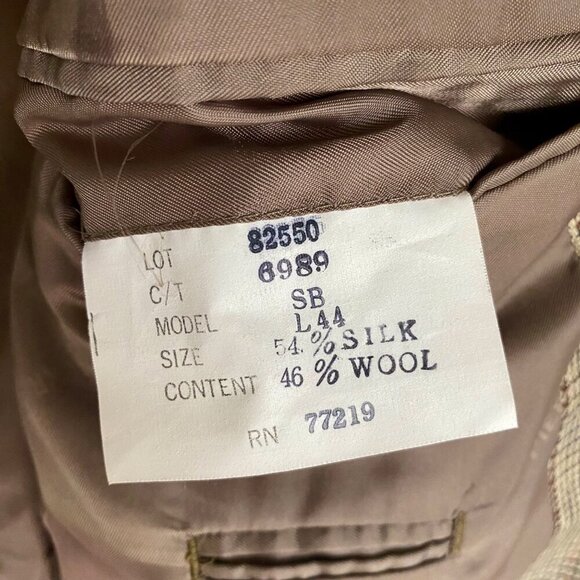 LOT 82550
C/T 6989
MODEL SB
SIZE L44
CONTENT 54.% SILK
46% WOOL
RN 77219